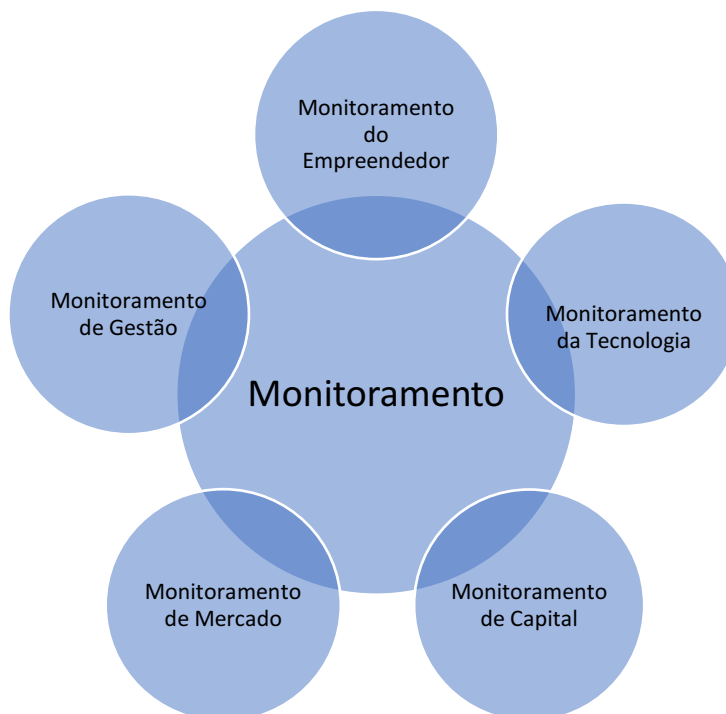 Monitoramento
do
Empreendedor
Monitoramento
de Gestão
Monitoramento
da Tecnologia
Monitoramento
Monitoramento
de Mercado
Monitoramento
de Capital